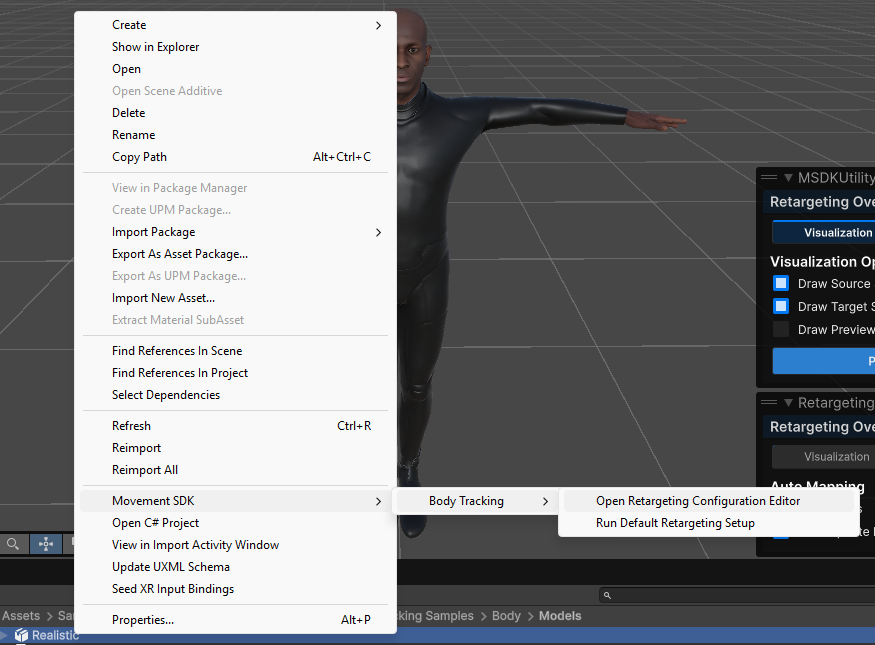 Create
Show in Explorer
Open
Open Scene Additive
Delete
Rename
Copy Path Alt+Ctrl+C
View in Package Manager
Create UPM Package...
Import Package
Export As Asset Package...
Export As UPM Package...
Import New Asset...
Extract Material SubAsset
Find References In Scene
Find References In Project
Select Dependencies
Refresh Ctrl+R
Reimport
Reimport All
Movement SDK
Open C# Project
View in Import Activity Window
Update UXML Schema
Seed XR Input Bindings
Properties... Alt+P
Body Tracking
Open Retargeting Configuration Editor
Run Default Retargeting Setup
MSDKUtility
Retargeting Ove
Visualization
Visualization Op
Draw Source
Draw Target S
Draw Preview
P
Retargeting
Retargeting Ove
Visualization
Auto Mapping
Assets > Sa
king Samples > Body > Models
Realistic